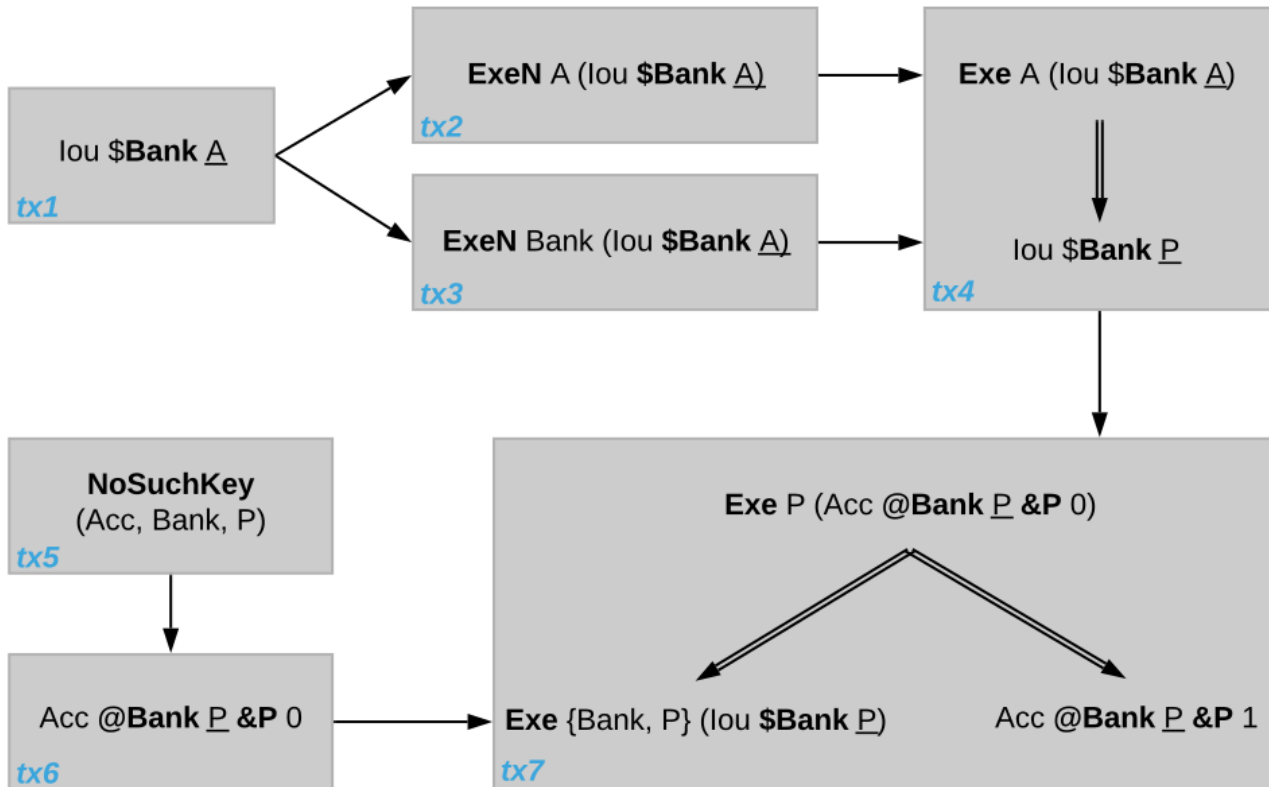 ExeN A (Iou $Bank A)
tx2
Exe A (Iou $Bank A)
Iou $Bank P
tx4
Iou $Bank A
tx1
ExeN Bank (Iou $Bank A)
tx3
NoSuchKey
(Acc, Bank, P)
tx5
Acc @Bank P &P 0
tx6
Exe P (Acc @Bank P &P 0)
Exe {Bank, P} (Iou $Bank P)
Acc @Bank P &P 1
tx7